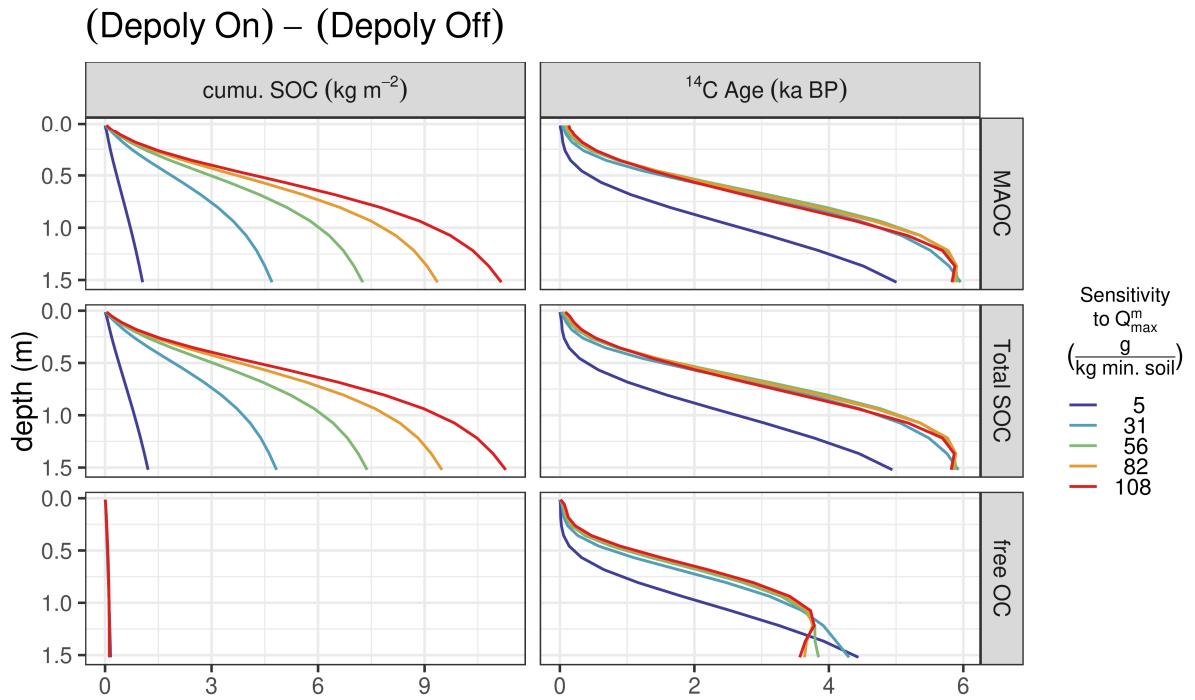 (Depoly On) – (Depoly Off)
cumu. SOC (kg m⁻²)
¹⁴C Age (ka BP)
depth (m)
0.0
0.5
1.0
1.5
MAOC
0.0
0.5
1.0
1.5
Total SOC
0.0
0.5
1.0
1.5
free OC
0 3 6 9
0 2 4 6
Sensitivity
to Qᵐmax
(g
kg min. soil)
5
31
56
82
108